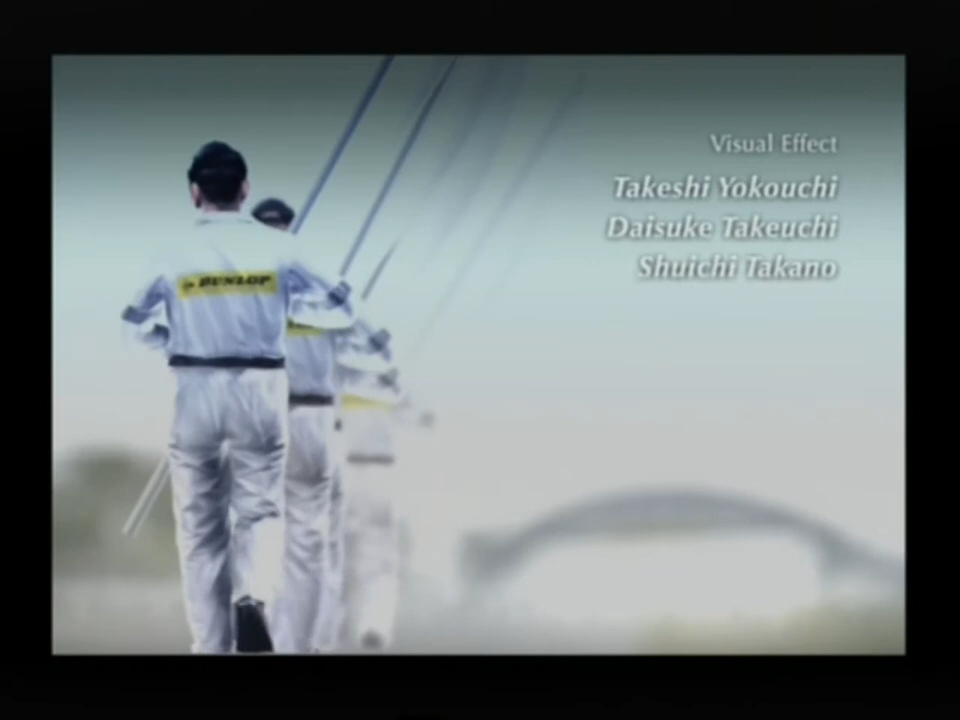 Visual Effect
Takeshi Yokouchi
Daisuke Takeuchi
Shuichi Takano
DUNLOP